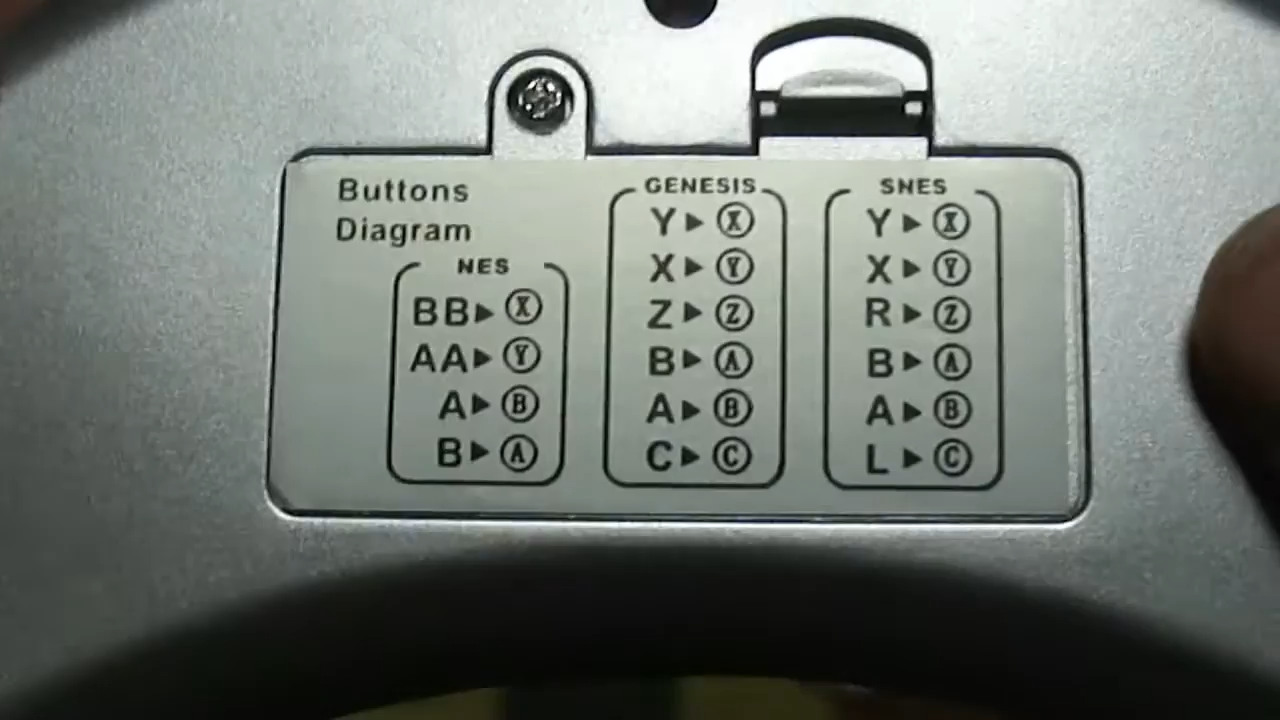 Buttons
Diagram
NES
BB▶Ⓧ
AA▶Ⓨ
A▶Ⓑ
B▶Ⓐ
GENESIS
Y▶Ⓧ
X▶Ⓨ
Z▶Ⓩ
B▶Ⓐ
A▶Ⓑ
C▶Ⓒ
SNES
Y▶Ⓧ
X▶Ⓨ
R▶Ⓩ
B▶Ⓐ
A▶Ⓑ
L▶Ⓒ